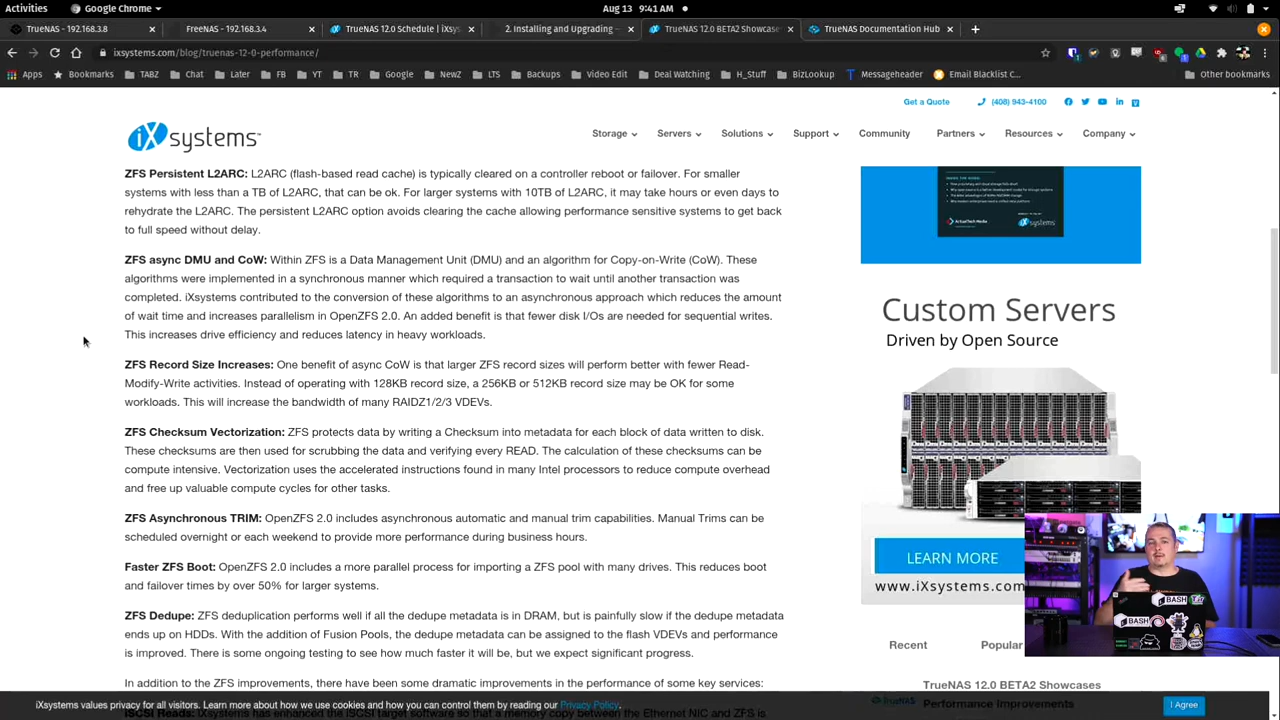 Activities
Google Chrome
Aug 13 9:41 AM
TrueNAS - 192.168.3.8
FreeNAS - 192.168.3.4
TrueNAS 12.0 Schedule | iXsys
2. Installing and Upgrading —
TrueNAS 12.0 BETA2 Showcase
TrueNAS Documentation Hub
ixsystems.com/blog/truenas-12-0-performance/
Apps
Bookmarks
TABZ
Chat
Later
FB
YT
TR
Google
NewZ
LTS
Backups
Video Edit
Deal Watching
H_Stuff
BizLookup
Messageheader
Email Blacklist C...
Other bookmarks
Get a Quote
(408) 943-4100
iXsystems
Storage
Servers
Solutions
Support
Community
Partners
Resources
Company
ZFS Persistent L2ARC: L2ARC (flash-based read cache) is typically cleared on a controller reboot or failover. For smaller
systems with less than a 1TB of L2ARC, that can be ok. For larger systems with 10TB of L2ARC, it may take hours or even days to
rehydrate the L2ARC. The persistent L2ARC option avoids clearing the cache allowing performance sensitive systems to get back
to full speed without delay.
ZFS async DMU and CoW: Within ZFS is a Data Management Unit (DMU) and an algorithm for Copy-on-Write (CoW). These
algorithms were implemented in a synchronous manner which required a transaction to wait until another transaction was
completed. iXsystems contributed to the conversion of these algorithms to an asynchronous approach which reduces the amount
of wait time and increases parallelism in OpenZFS 2.0. An added benefit is that fewer disk I/Os are needed for sequential writes.
This increases drive efficiency and reduces latency in heavy workloads.
ZFS Record Size Increases: One benefit of async CoW is that larger ZFS record sizes will perform better with fewer Read-
Modify-Write activities. Instead of operating with 128KB record size, a 256KB or 512KB record size may be OK for some
workloads. This will increase the bandwidth of many RAIDZ1/2/3 VDEVs.
ZFS Checksum Vectorization: ZFS protects data by writing a Checksum into metadata for each block of data written to disk.
These checksums are then used for scrubbing the data and verifying every READ. The calculation of these checksums can be
compute intensive. Vectorization uses the accelerated instructions found in many Intel processors to reduce compute overhead
and free up valuable compute cycles for other tasks.
ZFS Asynchronous TRIM: OpenZFS 2.0 includes asynchronous automatic and manual trim capabilities. Manual Trims can be
scheduled overnight or each weekend to provide more performance during business hours.
Faster ZFS Boot: OpenZFS 2.0 includes more parallel process for importing a ZFS pool with many drives. This reduces boot
and failover times by over 50% for larger systems.
ZFS Dedupe: ZFS deduplication performs well if all the dedupe metadata is in DRAM, but is painfully slow if the dedupe metadata
ends up on HDDs. With the addition of Fusion Pools, the dedupe metadata can be assigned to the flash VDEVs and performance
is improved. There is some ongoing testing to see how much faster it will be, but we expect significant progress.
In addition to the ZFS improvements, there have been some dramatic improvements in the performance of some key services:
iSCSI Reads: iXsystems has enhanced the iSCSI target software so that a memory copy between the Ethernet NIC and ZFS is
iXsystems
Custom Servers
Driven by Open Source
LEARN MORE
www.iXsystems.com
BASH
BASH
Recent
Popular
TrueNAS 12.0 BETA2 Showcases
Performance Improvements
iXsystems values privacy for all visitors. Learn more about how we use cookies and how you can control them by reading our Privacy Policy.
I Agree